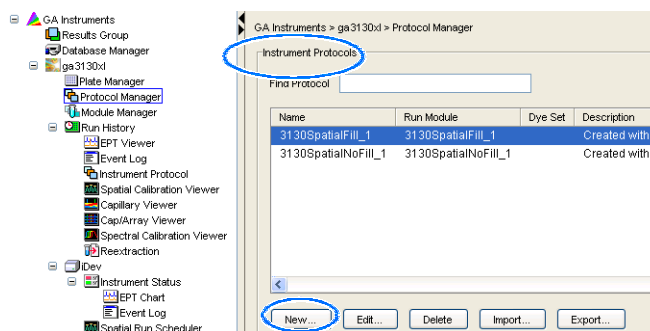 GA Instruments
Results Group
Database Manager
ga3130xl
Plate Manager
Protocol Manager
Module Manager
Run History
EPT Viewer
Event Log
Instrument Protocol
Spatial Calibration Viewer
Capillary Viewer
Cap/Array Viewer
Spectral Calibration Viewer
Reextraction
iDev
Instrument Status
EPT Chart
Event Log
Spatial Run Scheduler
GA Instruments > ga3130xl > Protocol Manager
Instrument Protocols
Find Protocol
Name Run Module Dye Set Description
3130SpatialFill_1 3130SpatialFill_1 Created with
3130SpatialNoFill_1 3130SpatialNoFill_1 Created with
New... Edit... Delete Import... Export...